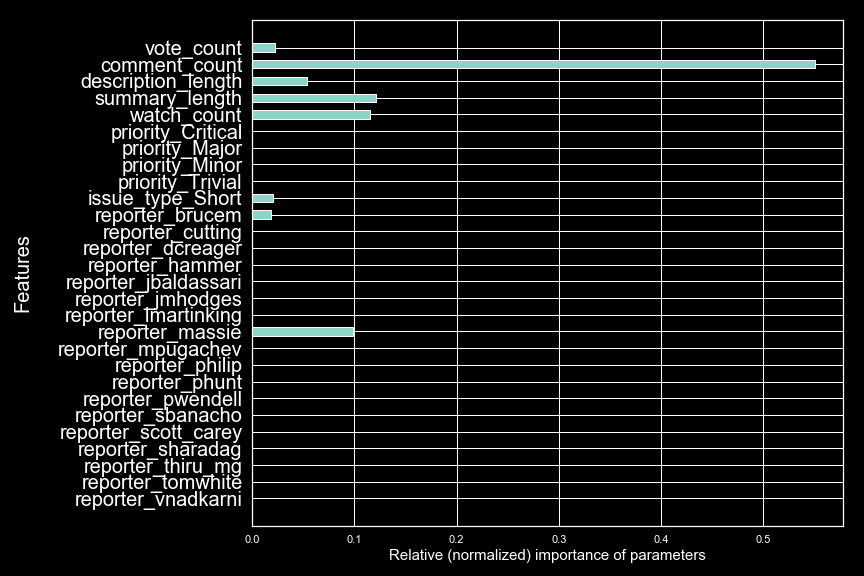 vote_count
comment_count
description_length
summary_length
watch_count
priority_Critical
priority_Major
priority_Minor
priority_Trivial
issue_type_Short
reporter_brucem
reporter_cutting
reporter_dcreager
reporter_hammer
reporter_jbaldassari
reporter_jmhodges
reporter_lmartinking
reporter_massie
reporter_mpugachev
reporter_philip
reporter_phunt
reporter_pwendell
reporter_sbanacho
reporter_scott_carey
reporter_sharadag
reporter_thiru_mg
reporter_tomwhite
reporter_vnadkarni
Features
0.0 0.1 0.2 0.3 0.4 0.5
Relative (normalized) importance of parameters